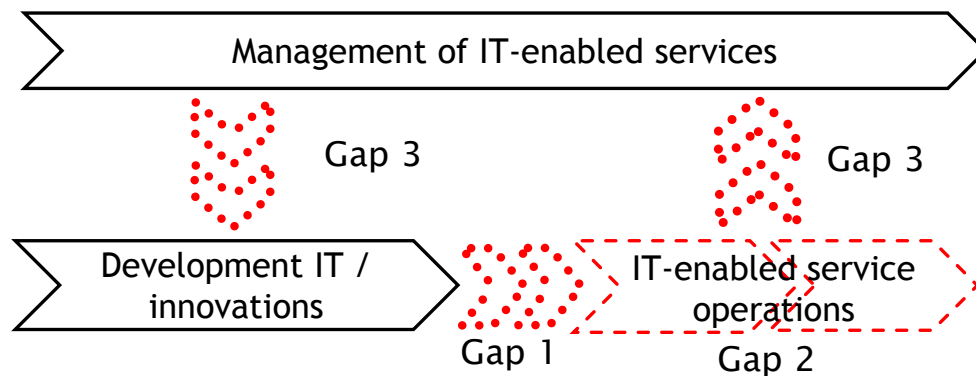 Management of IT-enabled services
Gap 3
Gap 3
Development IT /
innovations
IT-enabled service
operations
Gap 1
Gap 2